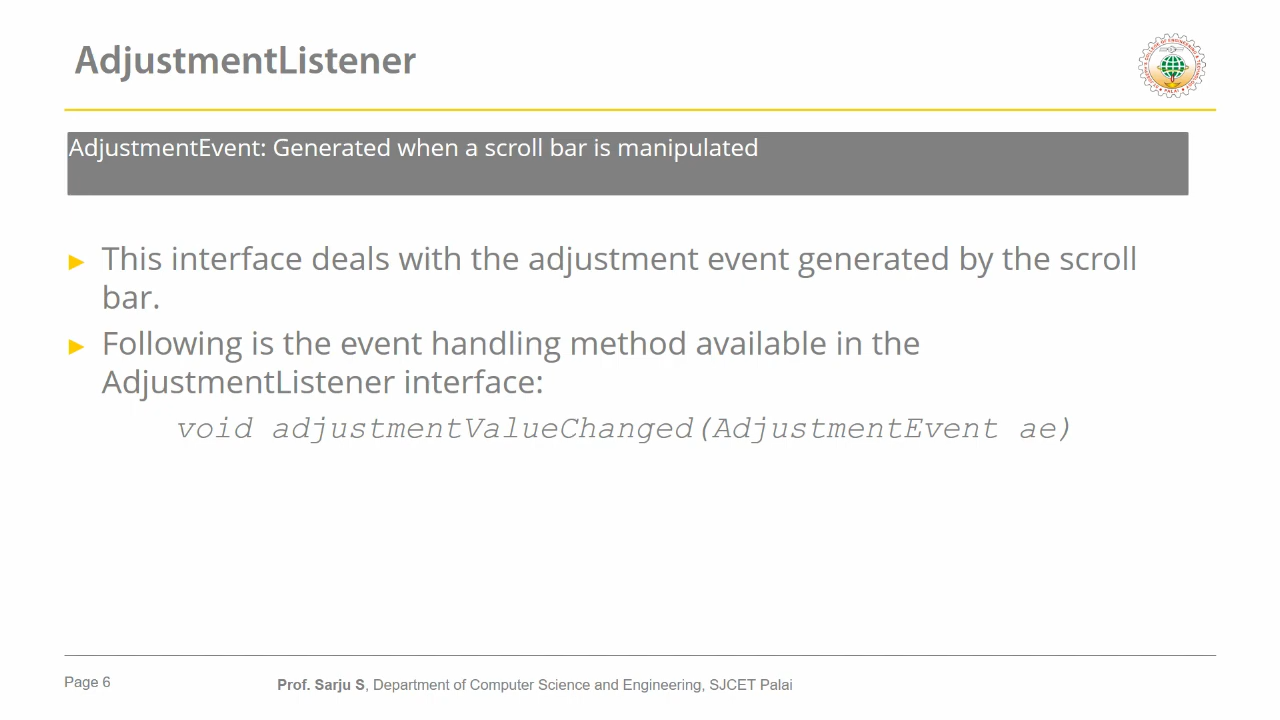 AdjustmentListener
AdjustmentEvent: Generated when a scroll bar is manipulated
► This interface deals with the adjustment event generated by the scroll
bar.
► Following is the event handling method available in the
AdjustmentListener interface:
void adjustmentValueChanged(AdjustmentEvent ae)
Page 6
Prof. Sarju S, Department of Computer Science and Engineering, SJCET Palai